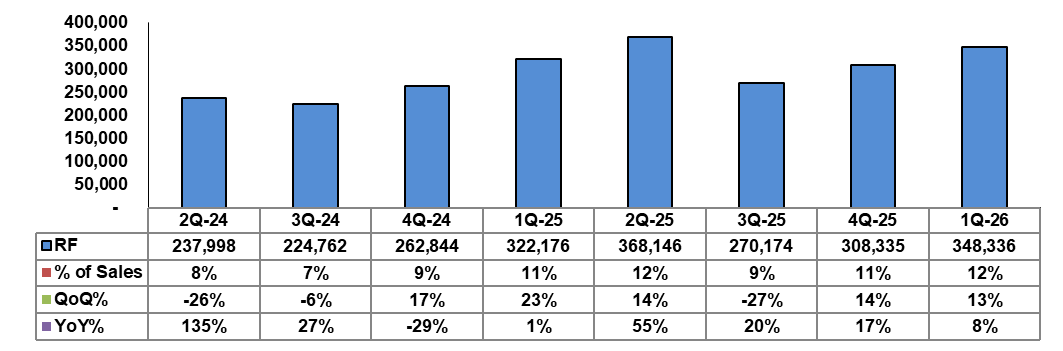 400,000
350,000
300,000
250,000
200,000
150,000
100,000
50,000
-
2Q-24 3Q-24 4Q-24 1Q-25 2Q-25 3Q-25 4Q-25 1Q-26
RF 237,998 224,762 262,844 322,176 368,146 270,174 308,335 348,336
% of Sales 8% 7% 9% 11% 12% 9% 11% 12%
QoQ% -26% -6% 17% 23% 14% -27% 14% 13%
YoY% 135% 27% -29% 1% 55% 20% 17% 8%